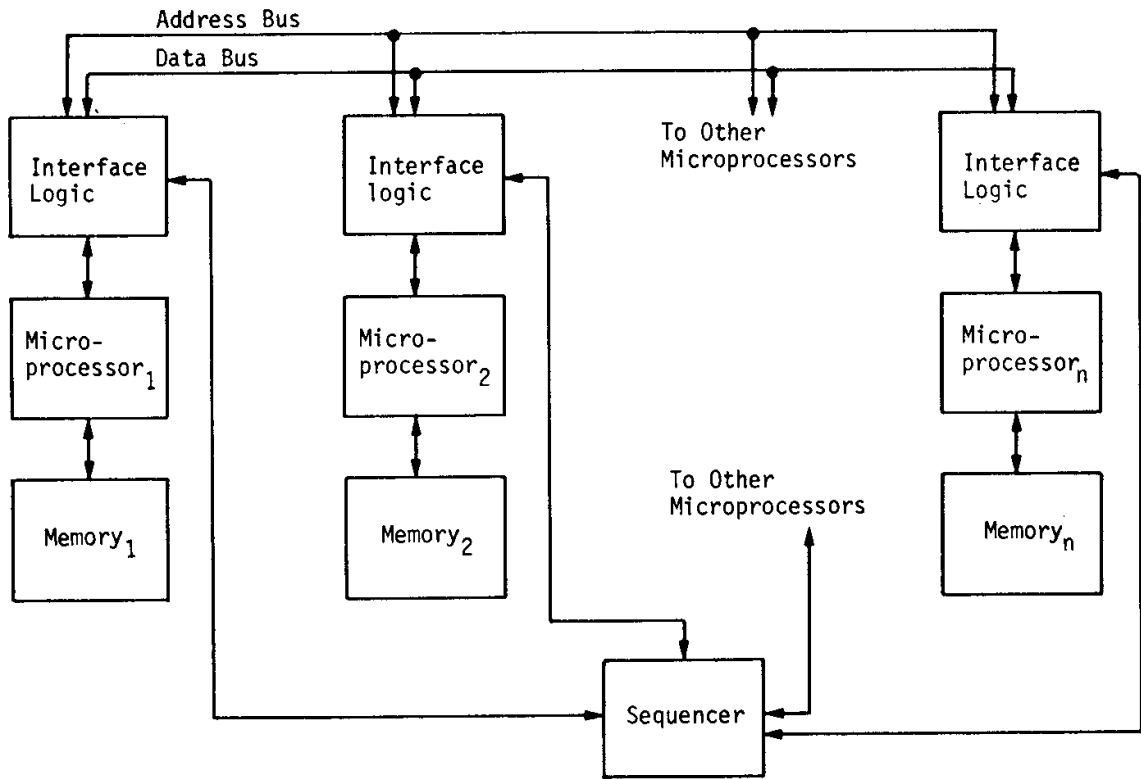 Address Bus
Data Bus
Interface
Logic
Interface
logic
To Other
Microprocessors
Interface
Logic
Micro-
processor1
Micro-
processor2
Micro-
processorn
Memory1
Memory2
To Other
Microprocessors
Memoryn
Sequencer